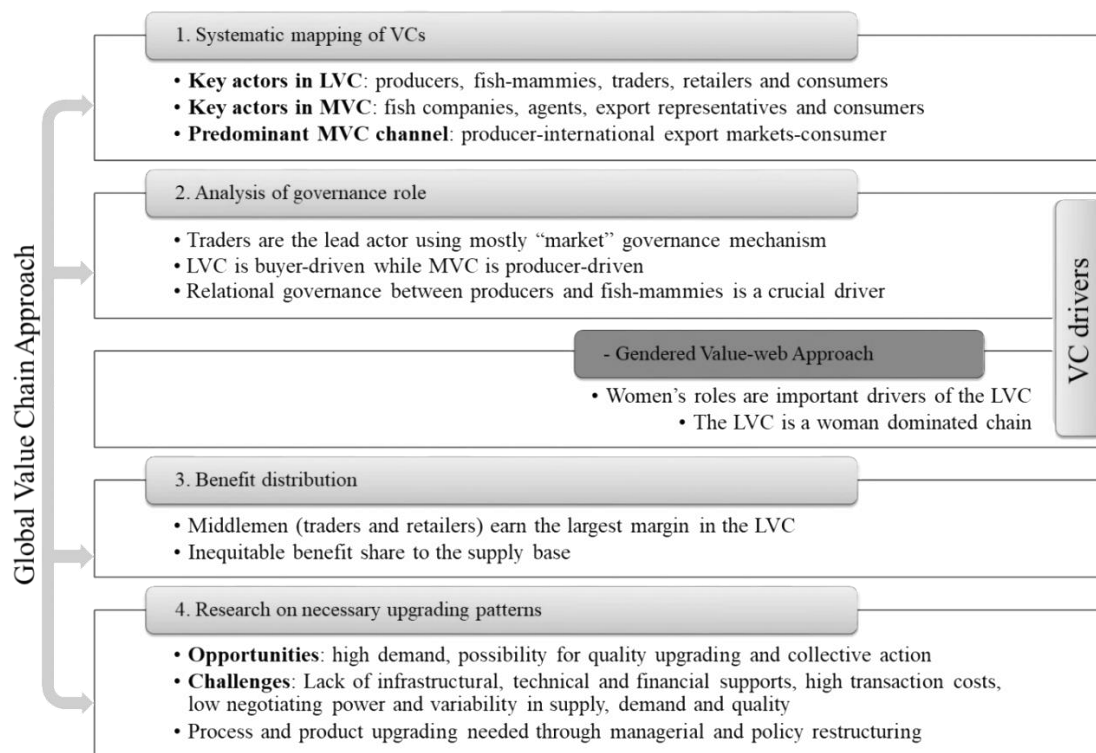 Global Value Chain Approach
1. Systematic mapping of VCs
• Key actors in LVC: producers, fish-mammies, traders, retailers and consumers
• Key actors in MVC: fish companies, agents, export representatives and consumers
• Predominant MVC channel: producer-international export markets-consumer
2. Analysis of governance role
• Traders are the lead actor using mostly “market” governance mechanism
• LVC is buyer-driven while MVC is producer-driven
• Relational governance between producers and fish-mammies is a crucial driver
- Gendered Value-web Approach
• Women’s roles are important drivers of the LVC
• The LVC is a woman dominated chain
VC drivers
3. Benefit distribution
• Middlemen (traders and retailers) earn the largest margin in the LVC
• Inequitable benefit share to the supply base
4. Research on necessary upgrading patterns
• Opportunities: high demand, possibility for quality upgrading and collective action
• Challenges: Lack of infrastructural, technical and financial supports, high transaction costs,
low negotiating power and variability in supply, demand and quality
• Process and product upgrading needed through managerial and policy restructuring